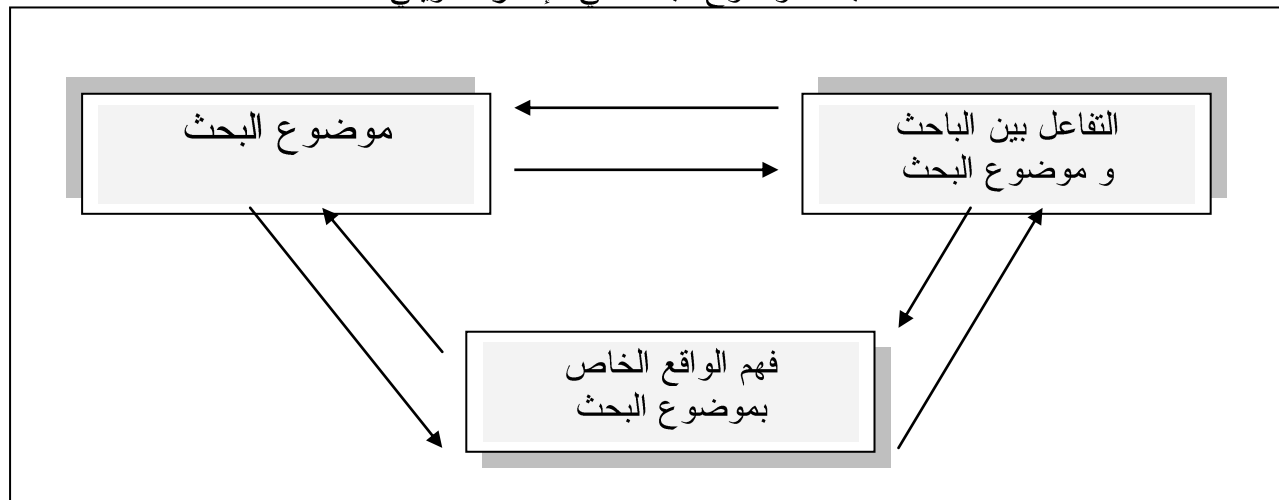 التفاعل بين الباحث
و موضوع البحث
موضوع البحث
فهم الواقع الخاص
بموضوع البحث